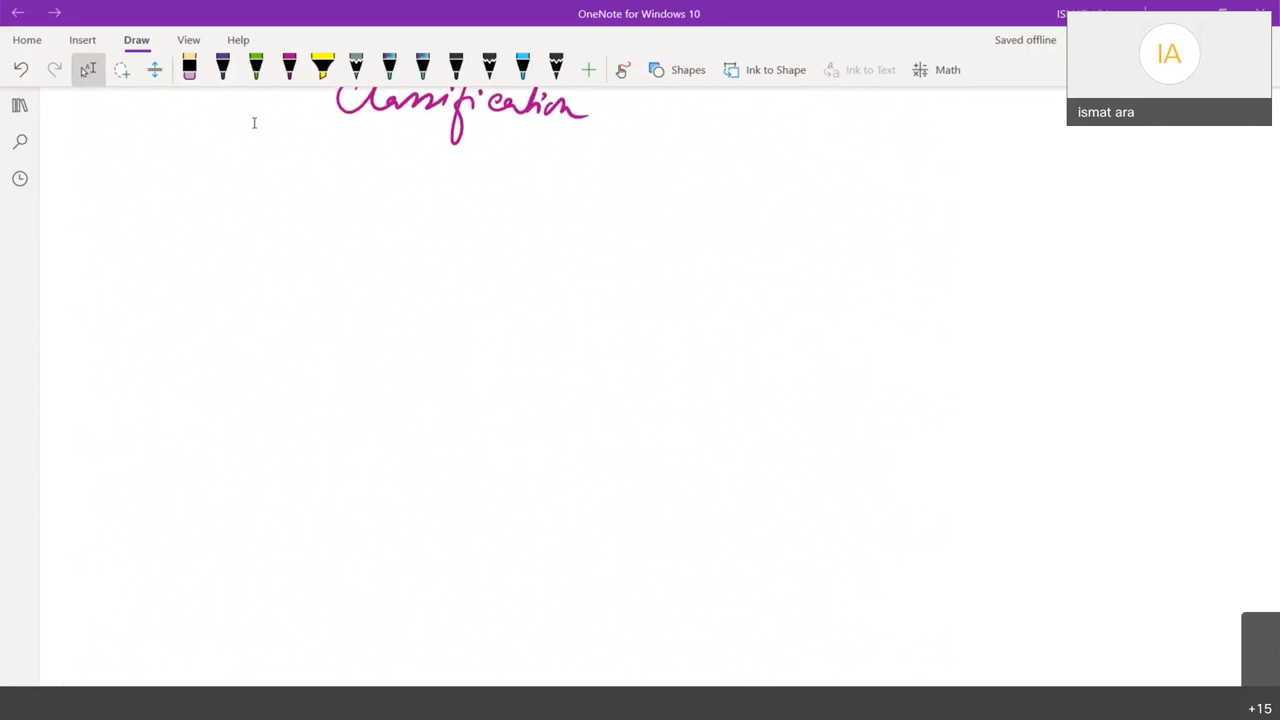 OneNote for Windows 10
Home Insert Draw View Help
Saved offline
IA
Shapes Ink to Shape Ink to Text Math
ismat ara
Classification
+15